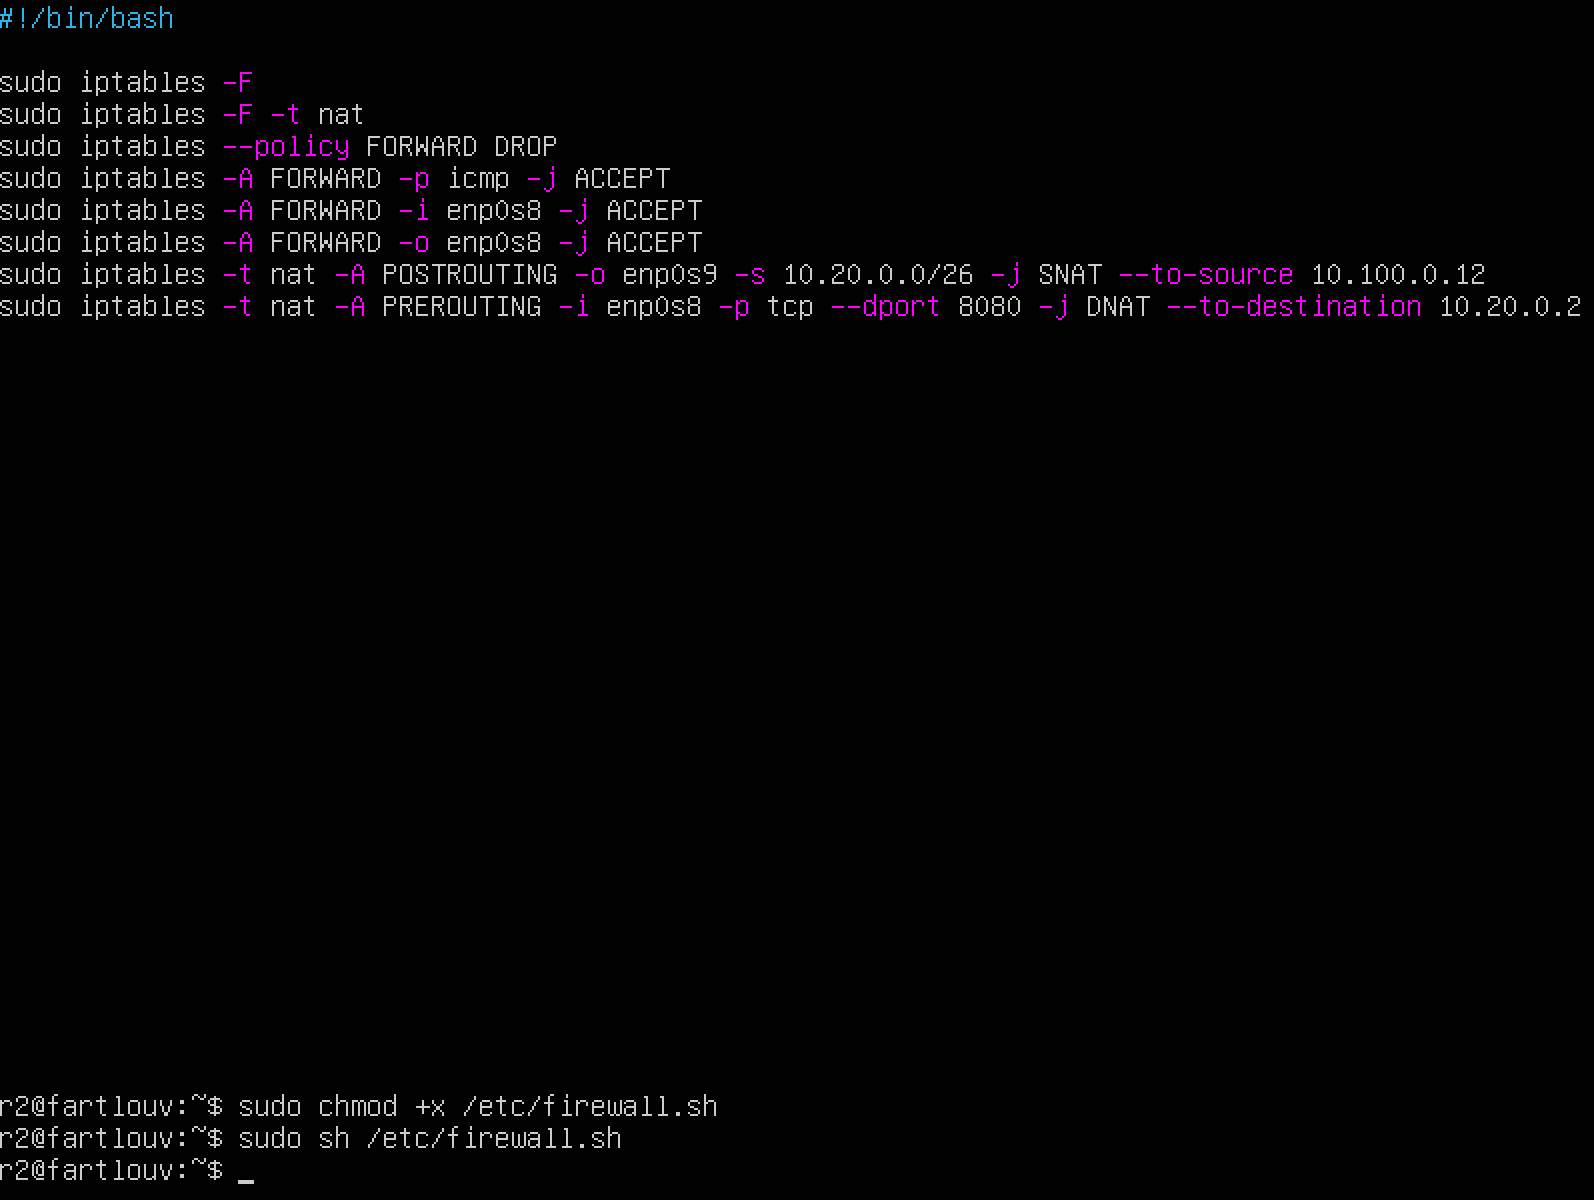 #!/bin/bash
sudo iptables -F
sudo iptables -F -t nat
sudo iptables --policy FORWARD DROP
sudo iptables -A FORWARD -p icmp -j ACCEPT
sudo iptables -A FORWARD -i enp0s8 -j ACCEPT
sudo iptables -A FORWARD -o enp0s8 -j ACCEPT
sudo iptables -t nat -A POSTROUTING -o enp0s9 -s 10.20.0.0/26 -j SNAT --to-source 10.100.0.12
sudo iptables -t nat -A PREROUTING -i enp0s8 -p tcp --dport 8080 -j DNAT --to-destination 10.20.0.2
r2@fartlouv:~$ sudo chmod +x /etc/firewall.sh
r2@fartlouv:~$ sudo sh /etc/firewall.sh
r2@fartlouv:~$ _